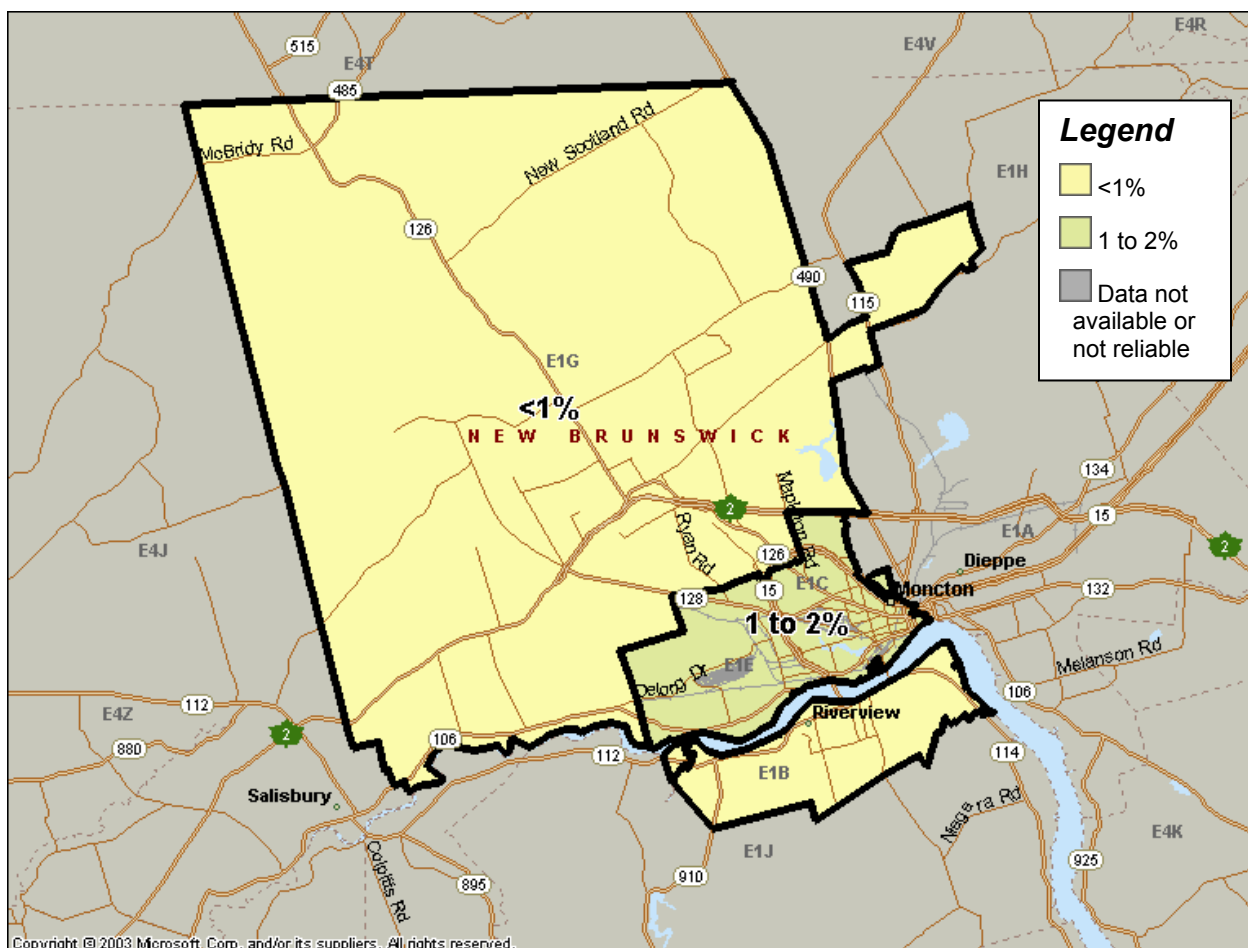 E4R
515
E4V
E4T
485
Legend
<1%
1 to 2%
Data not
available or
not reliable
New Scotland Rd
McBridy Rd
E1H
126
490
115
E1G
<1%
NEW BRUNSWICK
134
Mapleton Rd
2
15
E1A
E4J
Ryan Rd
126
2
Dieppe
E1C
15
Moncton
132
128
1 to 2%
E1E
Melanson Rd
Delong Dr
106
112
E4Z
Riverview
2
106
880
112
114
E1B
Salisbury
Niagara Rd
E4K
Colpitts Rd
E1J
925
910
895
Copyright © 2003 Microsoft Corp. and/or its suppliers. All rights reserved.